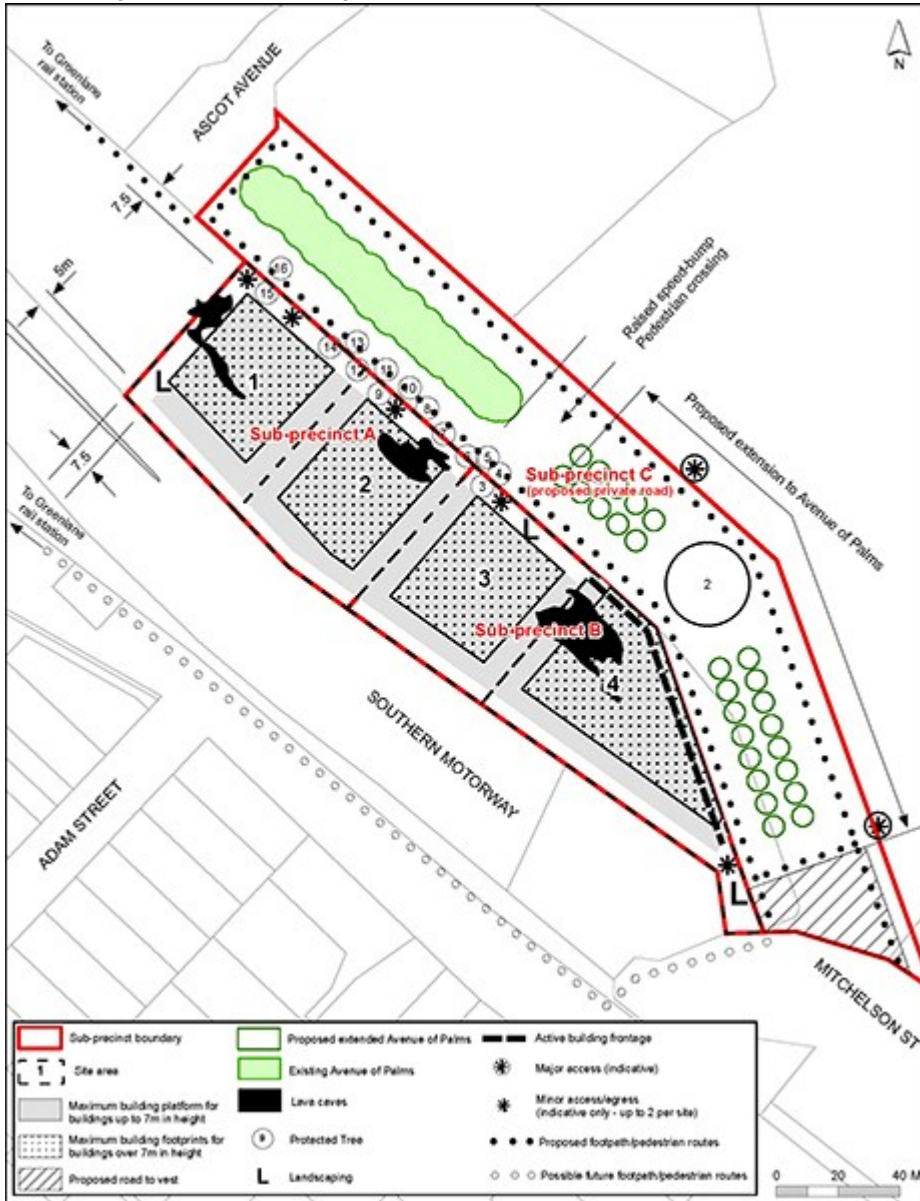 N
To Greenlane
rail station
ASCOT AVENUE
7.5
5m
Raised speed-bump
Pedestrian crossing
16
15
13
14
12
11
10
9
8
7
6
5
4
3
1
L
Sub-precinct A
2
Sub-precinct C
(proposed private road)
Proposed extension to Avenue of Palms
7.5
To Greenlane
rail station
L
3
2
Sub-precinct B
4
SOUTHERN MOTORWAY
ADAM STREET
L
MITCHELSON ST
Sub-precinct boundary
1 Site area
Maximum building platform for
buildings up to 7m in height
Maximum building footprints for
buildings over 7m in height
Proposed road to vest
Proposed extended Avenue of Palms
Existing Avenue of Palms
Lava caves
Protected Tree
L Landscaping
Active building frontage
Major access (indicative)
Minor access/egress
(indicative only - up to 2 per site)
Proposed footpath/pedestrian routes
Possible future footpath/pedestrian routes
0 20 40 M